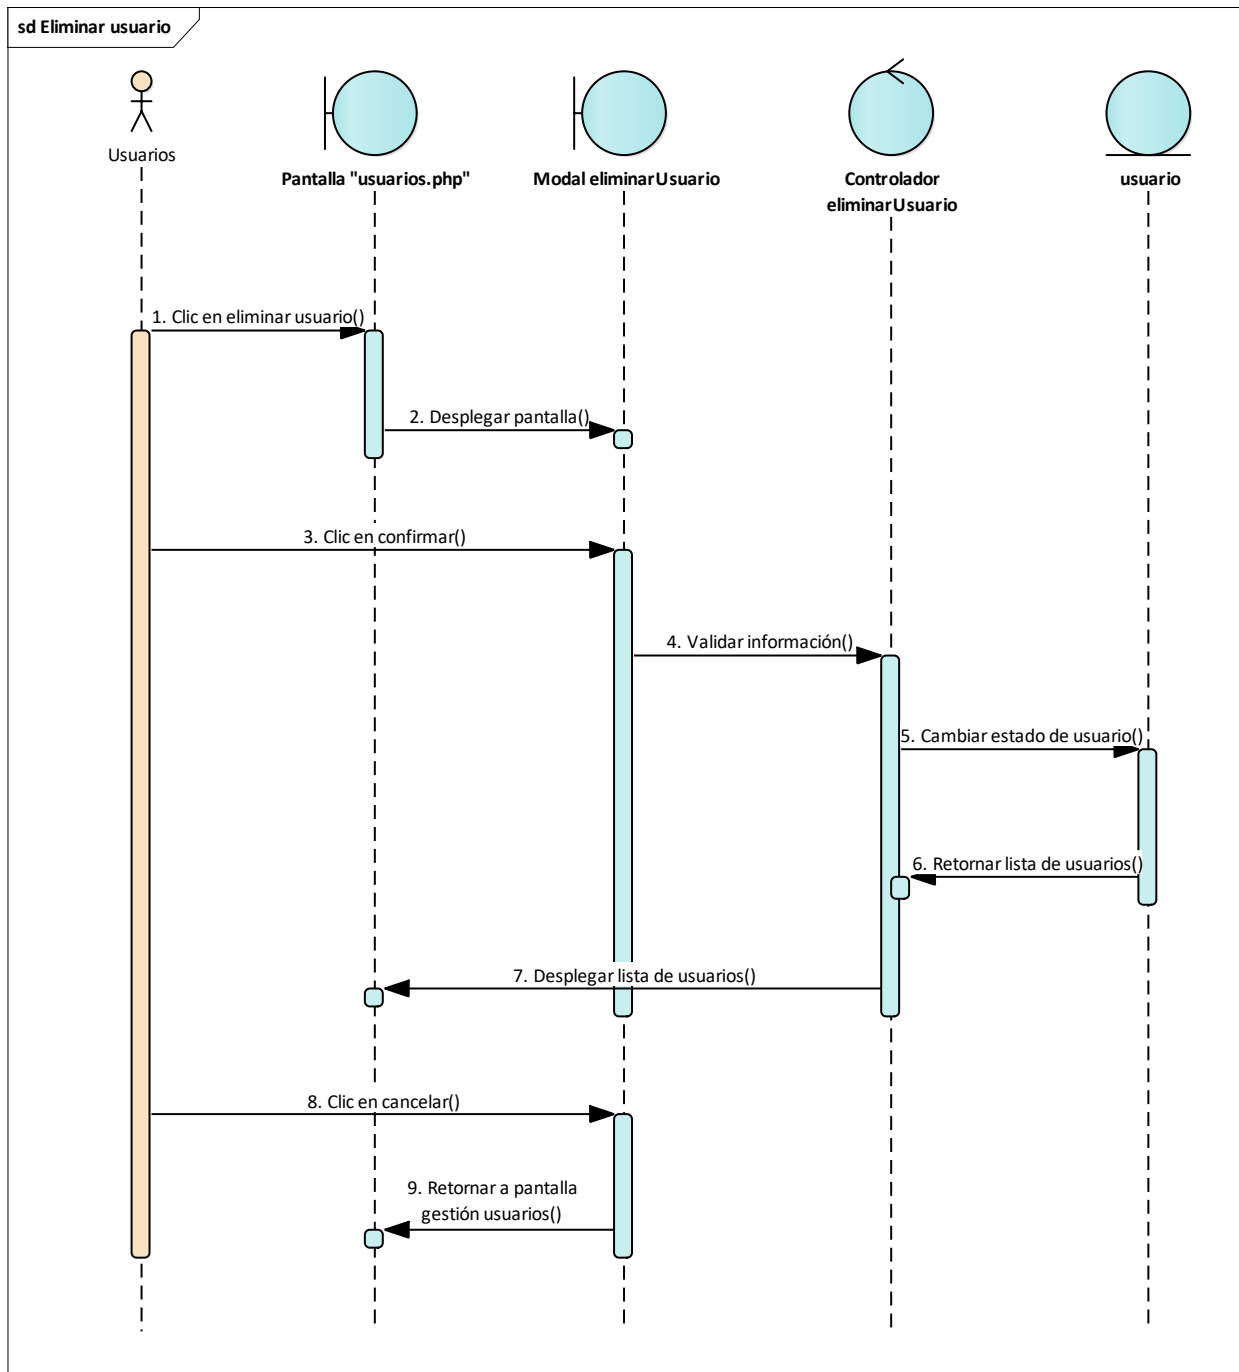 sd Eliminar usuario
Usuarios
Pantalla "usuarios.php"
Modal eliminarUsuario
Controlador
eliminarUsuario
usuario
1. Clic en eliminar usuario()
2. Desplegar pantalla()
3. Clic en confirmar()
4. Validar información()
5. Cambiar estado de usuario()
6. Retornar lista de usuarios()
7. Desplegar lista de usuarios()
8. Clic en cancelar()
9. Retornar a pantalla
gestión usuarios()